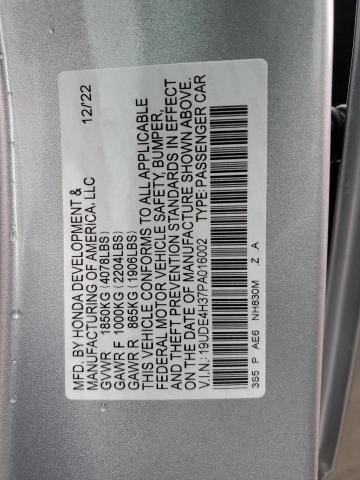 MFD. BY HONDA DEVELOPMENT &
MANUFACTURING OF AMERICA, LLC 12/22
GVWR 1850KG(4078LBS)
GAWR F 1000KG(2204LBS)
GAWR R 865KG(1906LBS)
THIS VEHICLE CONFORMS TO ALL APPLICABLE
FEDERAL MOTOR VEHICLE SAFETY, BUMPER,
AND THEFT PREVENTION STANDARDS IN EFFECT
ON THE DATE OF MANUFACTURE SHOWN ABOVE.
V.I.N.:19UDE4H37PA016002 TYPE:PASSENGER CAR
3S5 P AE6 NH830M Z A